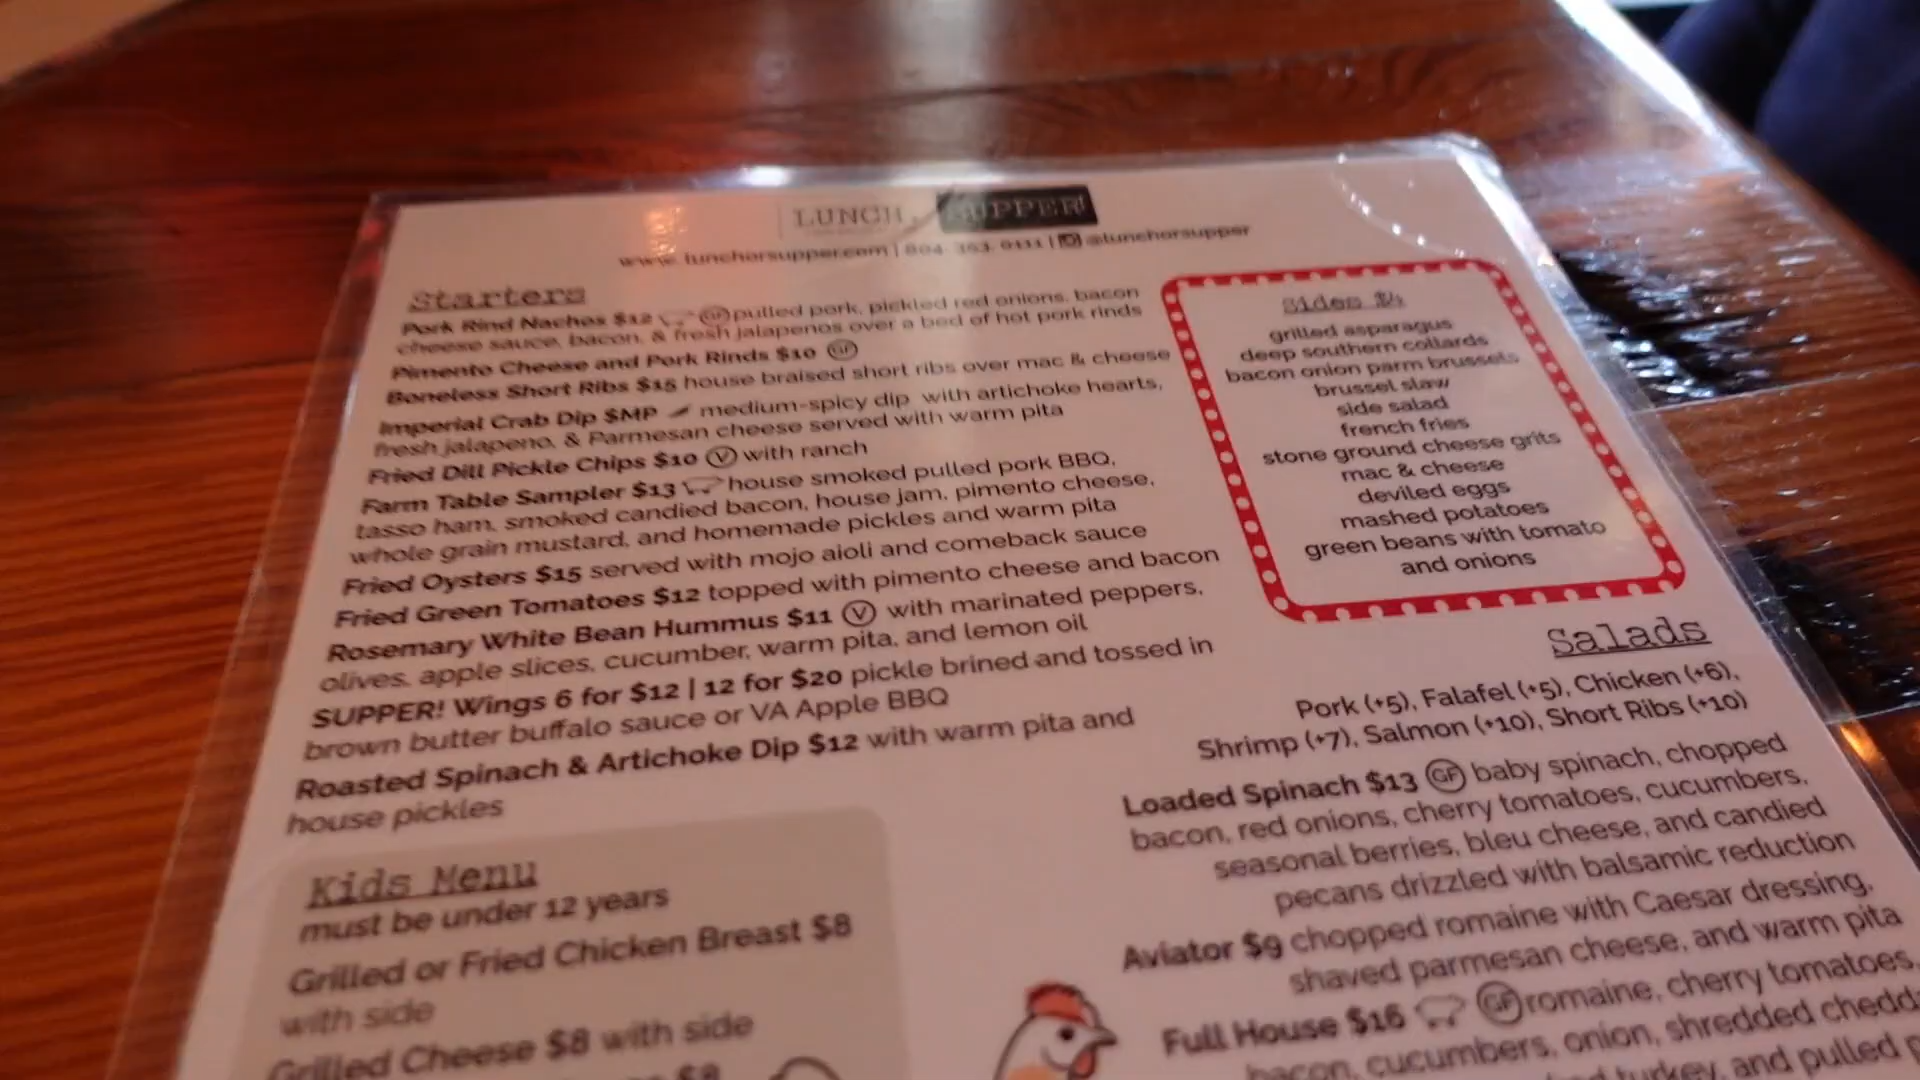 LUNCH SUPPER!
www.lunchorsupper.com | 804.353.0111 | @lunchorsupper
Starters
Pork Rind Nachos $12 GF pulled pork, pickled red onions, bacon
cheese sauce, bacon, & fresh jalapenos over a bed of hot pork rinds
Pimento Cheese and Pork Rinds $10 GF
Boneless Short Ribs $15 house braised short ribs over mac & cheese
Imperial Crab Dip $MP medium-spicy dip with artichoke hearts,
fresh jalapeno, & Parmesan cheese served with warm pita
Fried Dill Pickle Chips $10 V with ranch
Farm Table Sampler $13 house smoked pulled pork BBQ,
tasso ham, smoked candied bacon, house jam, pimento cheese,
whole grain mustard, and homemade pickles and warm pita
Fried Oysters $15 served with mojo aioli and comeback sauce
Fried Green Tomatoes $12 topped with pimento cheese and bacon
Rosemary White Bean Hummus $11 V with marinated peppers,
olives, apple slices, cucumber, warm pita, and lemon oil
SUPPER! Wings 6 for $12 | 12 for $20 pickle brined and tossed in
brown butter buffalo sauce or VA Apple BBQ
Roasted Spinach & Artichoke Dip $12 with warm pita and
house pickles
Kids Menu
must be under 12 years
Grilled or Fried Chicken Breast $8
with side
Grilled Cheese $8 with side
$8
Sides $4
grilled asparagus
deep southern collards
bacon onion parm brussels
brussel slaw
side salad
french fries
stone ground cheese grits
mac & cheese
deviled eggs
mashed potatoes
green beans with tomato
and onions
Salads
Pork (+5), Falafel (+5), Chicken (+6),
Shrimp (+7), Salmon (+10), Short Ribs (+10)
Loaded Spinach $13 GF baby spinach, chopped
bacon, red onions, cherry tomatoes, cucumbers,
seasonal berries, bleu cheese, and candied
pecans drizzled with balsamic reduction
Aviator $9 chopped romaine with Caesar dressing,
shaved parmesan cheese, and warm pita
Full House $16 GF romaine, cherry tomatoes,
bacon, cucumbers, onion, shredded
turkey, and pulled